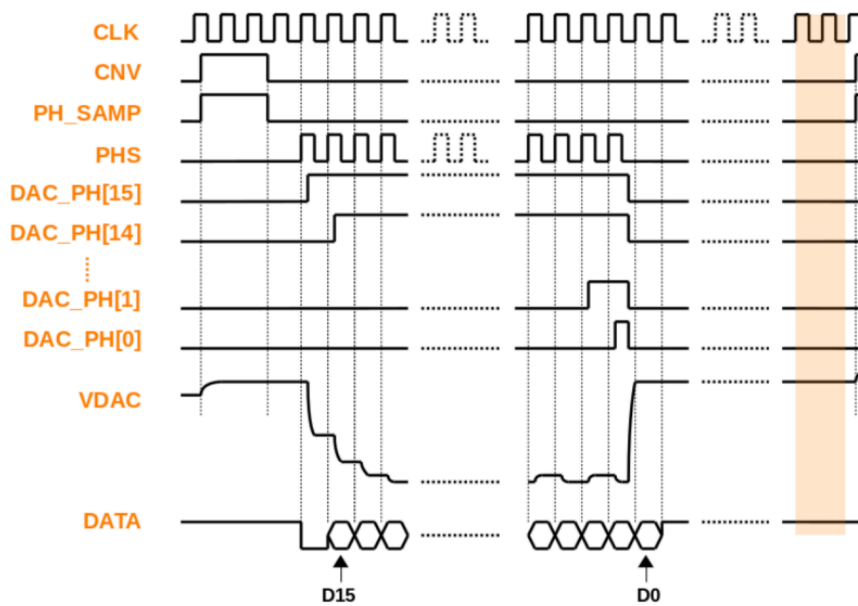 CLK
CNV
PH_SAMP
PHS
DAC_PH[15]
DAC_PH[14]
DAC_PH[1]
DAC_PH[0]
VDAC
DATA
D15 D0